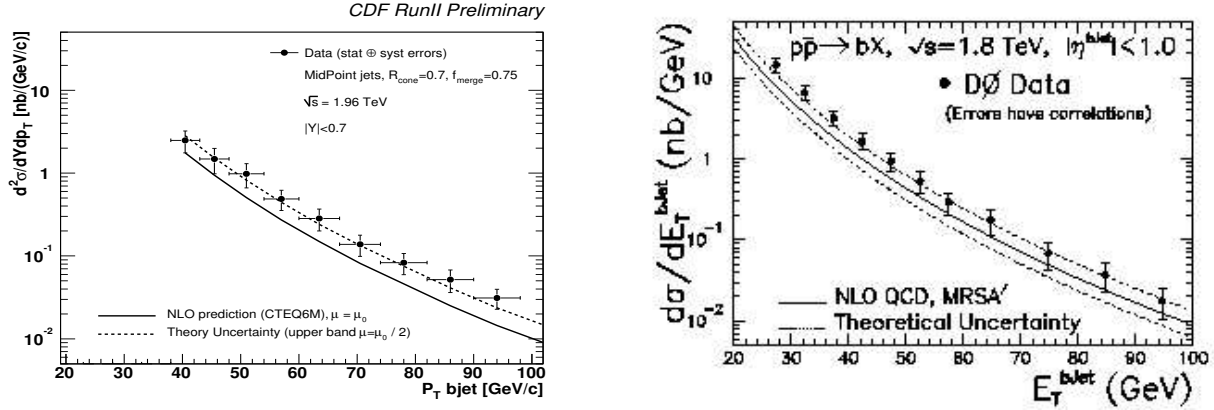 CDF RunII Preliminary
d²σ/dYdp_T [nb/(GeV/c)]
10
1
10⁻¹
10⁻²
Data (stat ⊕ syst errors)
MidPoint jets, R_cone=0.7, f_merge=0.75
√s = 1.96 TeV
|Y|<0.7
NLO prediction (CTEQ6M), μ = μ₀
Theory Uncertainty (upper band μ=μ₀ / 2)
20 30 40 50 60 70 80 90 100
P_T bjet [GeV/c]
dσ/dE_T^bJet (nb/GeV)
10
1
10⁻¹
10⁻²
pp̄→bX, √s=1.8 TeV, |η^bJet|<1.0
DØ Data
(Errors have correlations)
NLO QCD, MRSA′
Theoretical Uncertainty
20 30 40 50 60 70 80 90 100
E_T^bJet (GeV)